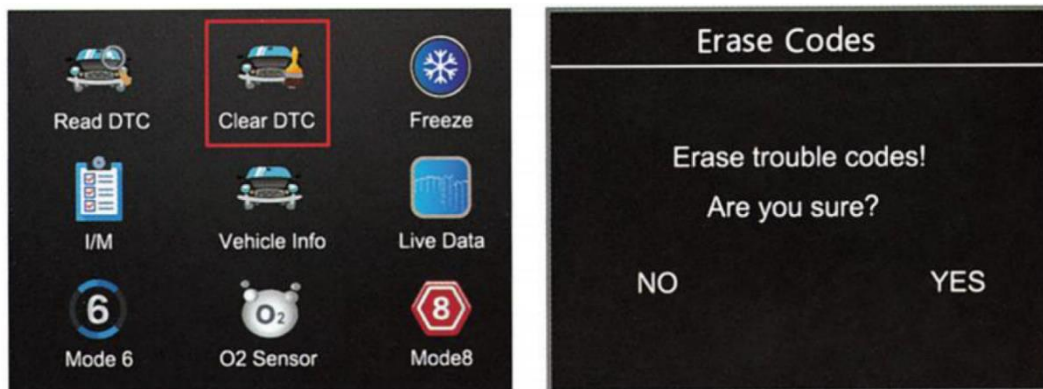 Read DTC
Clear DTC
Freeze
I/M
Vehicle Info
Live Data
6
Mode 6
O2
O2 Sensor
8
Mode8
Erase Codes
Erase trouble codes!
Are you sure?
NO
YES